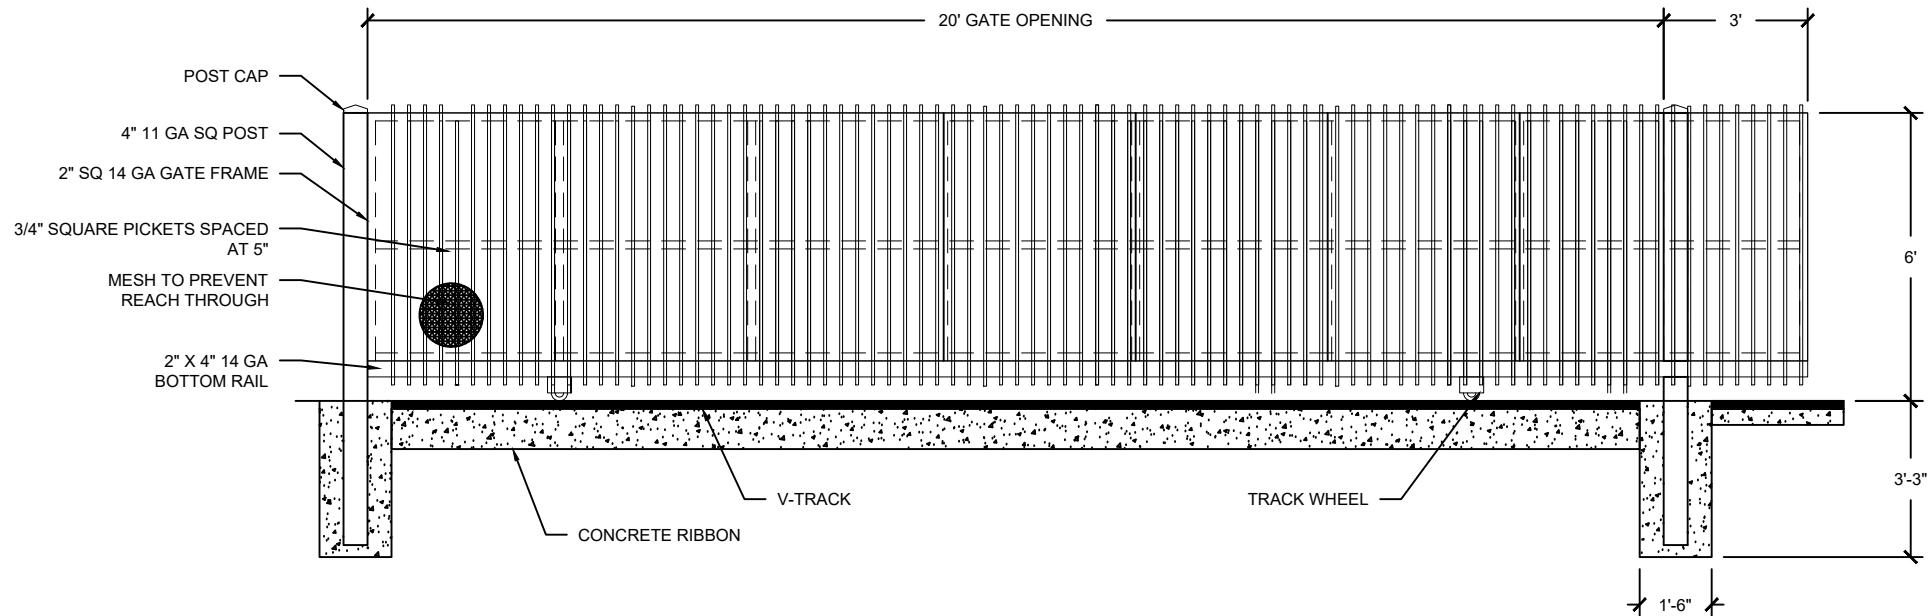 20' GATE OPENING
3'
POST CAP
4" 11 GA SQ POST
2" SQ 14 GA GATE FRAME
3/4" SQUARE PICKETS SPACED
AT 5"
MESH TO PREVENT
REACH THROUGH
2" X 4" 14 GA
BOTTOM RAIL
6'
3'-3"
V-TRACK
TRACK WHEEL
CONCRETE RIBBON
1'-6"